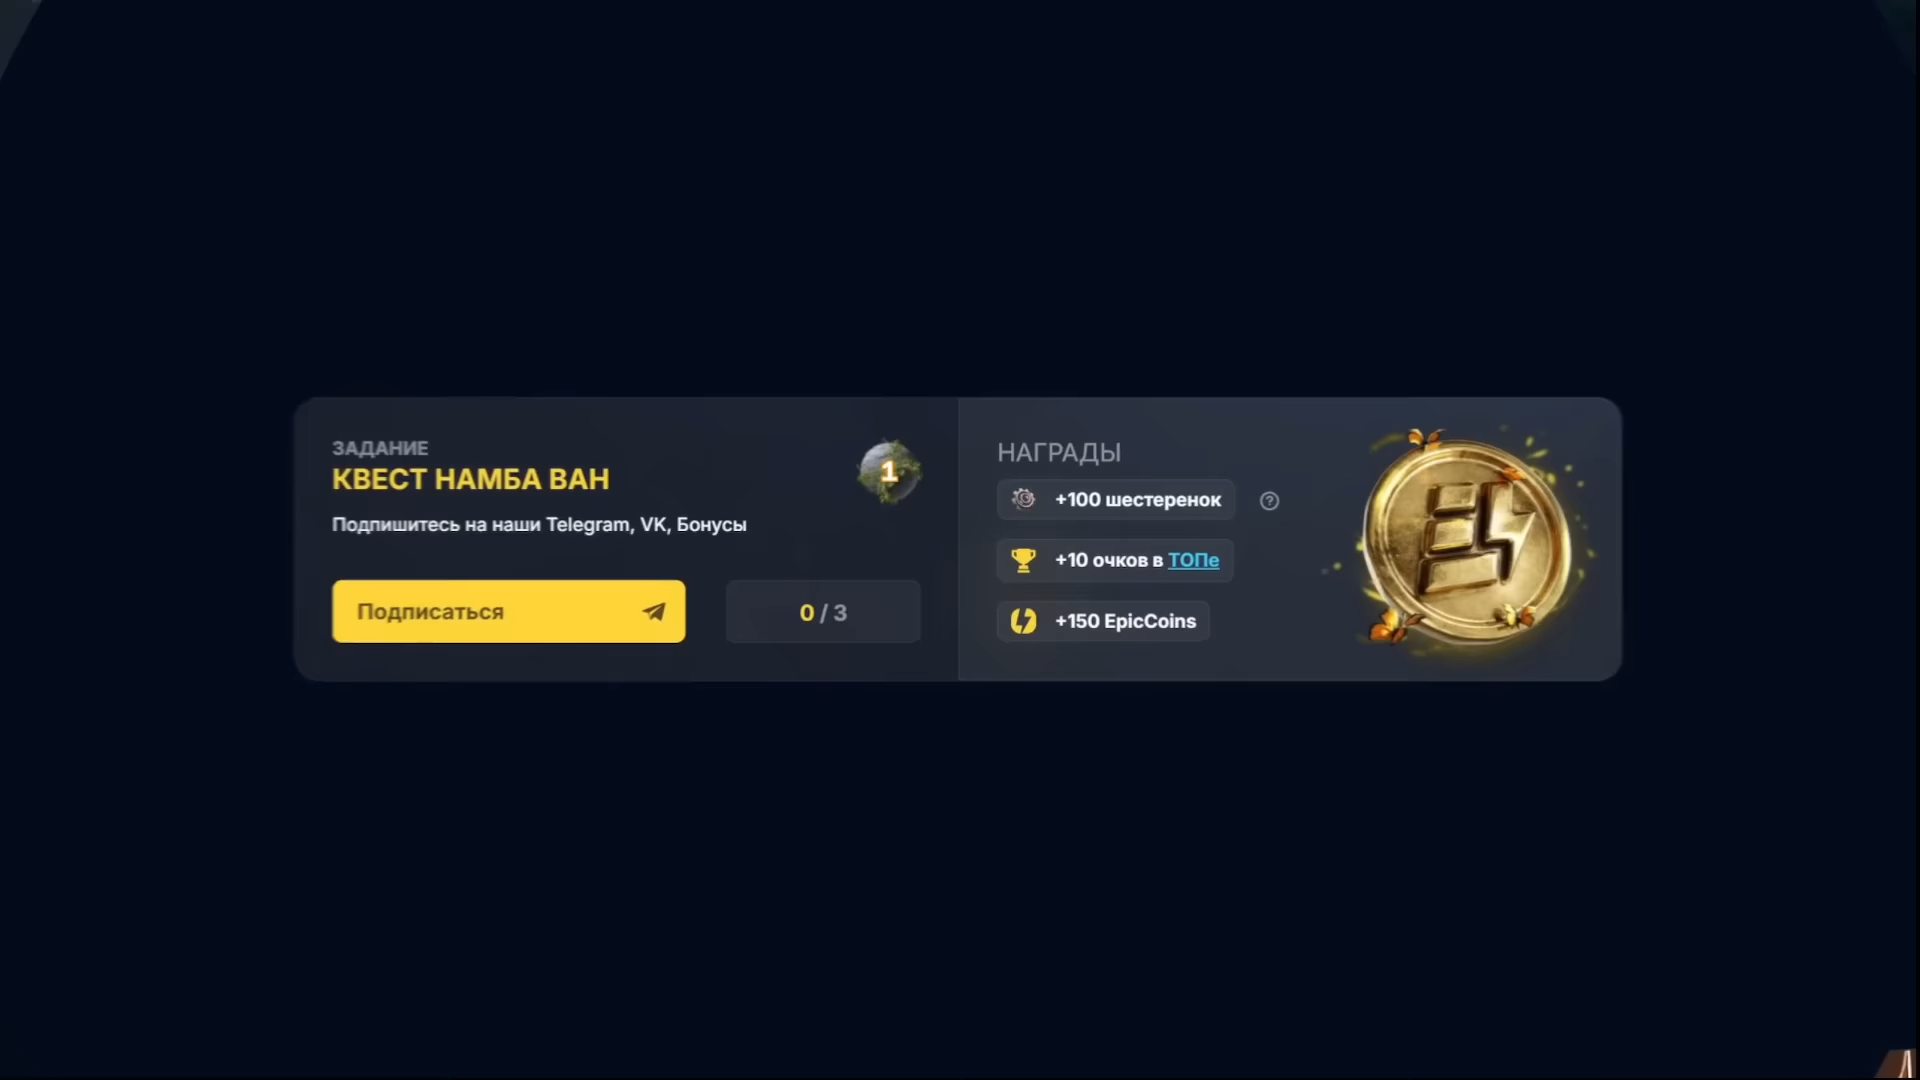 ЗАДАНИЕ
КВЕСТ НАМБА ВАН
1
Подпишитесь на наши Telegram, VK, Бонусы
Подписаться
0 / 3
НАГРАДЫ
+100 шестеренок
?
+10 очков в ТОПе
+150 EpicCoins